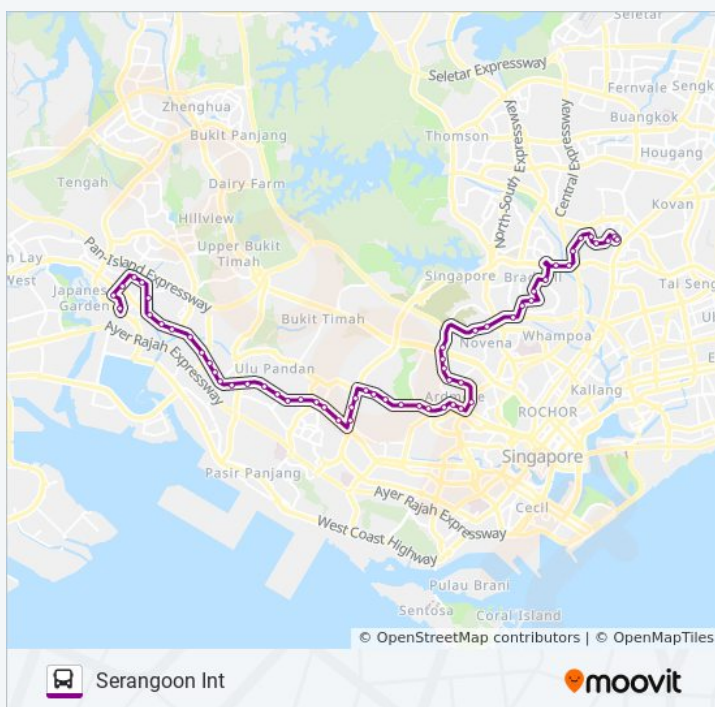 Seletar
Seletar Expressway
Fernvale
Sengk
Zhenghua
Buangkok
Bukit Panjang
Thomson
North-South Expressway
Central Expressway
Hougang
Tengah
Dairy Farm
Kovan
Hillview
Pan-Island Expressway
Upper Bukit
Timah
n Lay
West
Japanes
Garden
Singapore
Bra
Tai Seng
Bukit Timah
Ayer Rajah Expressway
Novena
Whampoa
Ulu Pandan
Kallang
Ardm
ROCHOR
Singapore
Pasir Panjang
Ayer Rajah Expressway
Cecil
West Coast Highway
Pulau Brani
Sentosa
Coral Island
© OpenStreetMap contributors | © OpenMapTiles
Serangoon Int
moovit